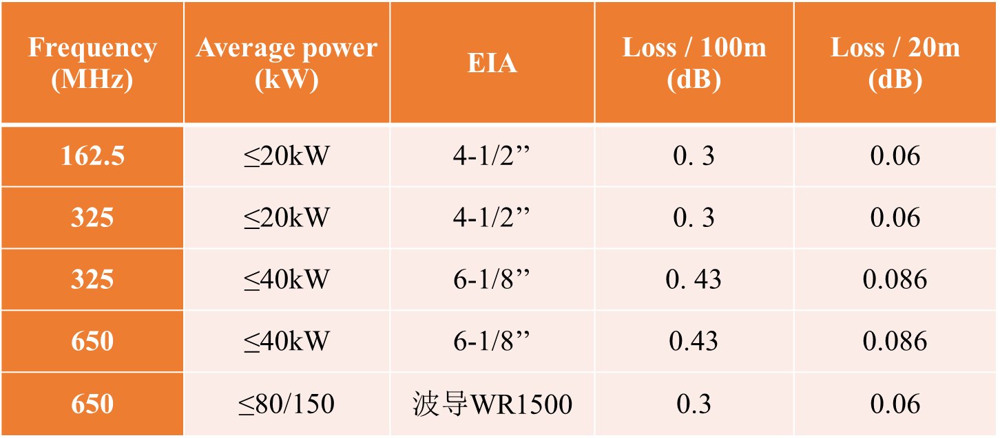 Frequency (MHz) Average power (kW) EIA Loss / 100m (dB) Loss / 20m (dB)
162.5 ≤20kW 4-1/2’’ 0. 3 0.06
325 ≤20kW 4-1/2’’ 0. 3 0.06
325 ≤40kW 6-1/8’’ 0. 43 0.086
650 ≤40kW 6-1/8’’ 0.43 0.086
650 ≤80/150 波导WR1500 0.3 0.06